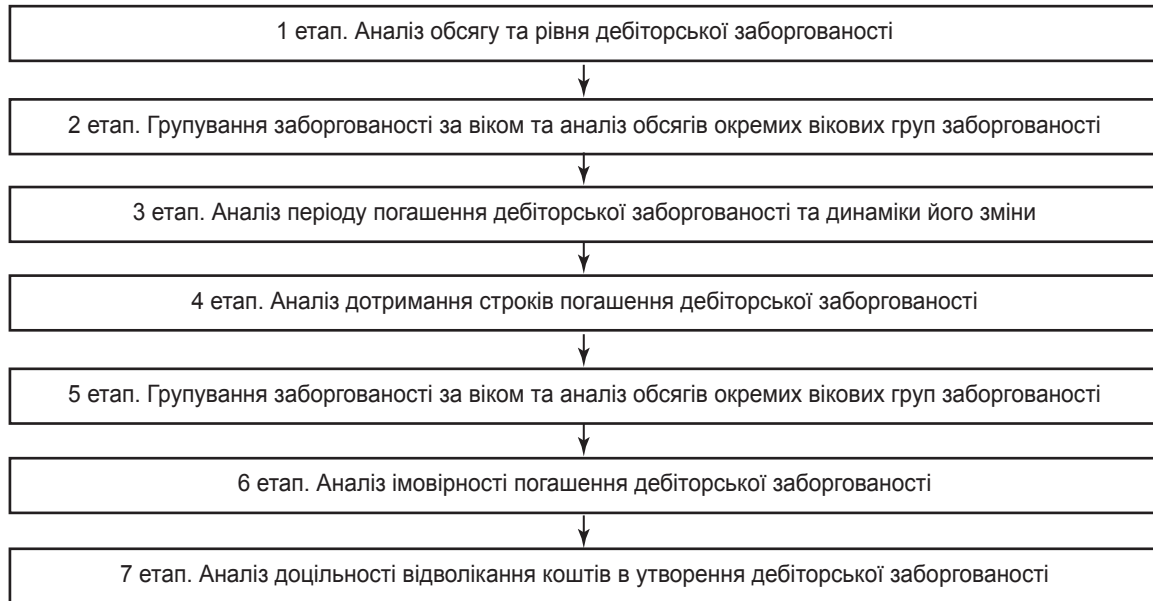 1 етап. Аналіз обсягу та рівня дебіторської заборгованості
2 етап. Групування заборгованості за віком та аналіз обсягів окремих вікових груп заборгованості
3 етап. Аналіз періоду погашення дебіторської заборгованості та динаміки його зміни
4 етап. Аналіз дотримання строків погашення дебіторської заборгованості
5 етап. Групування заборгованості за віком та аналіз обсягів окремих вікових груп заборгованості
6 етап. Аналіз імовірності погашення дебіторської заборгованості
7 етап. Аналіз доцільності відволікання коштів в утворення дебіторської заборгованості